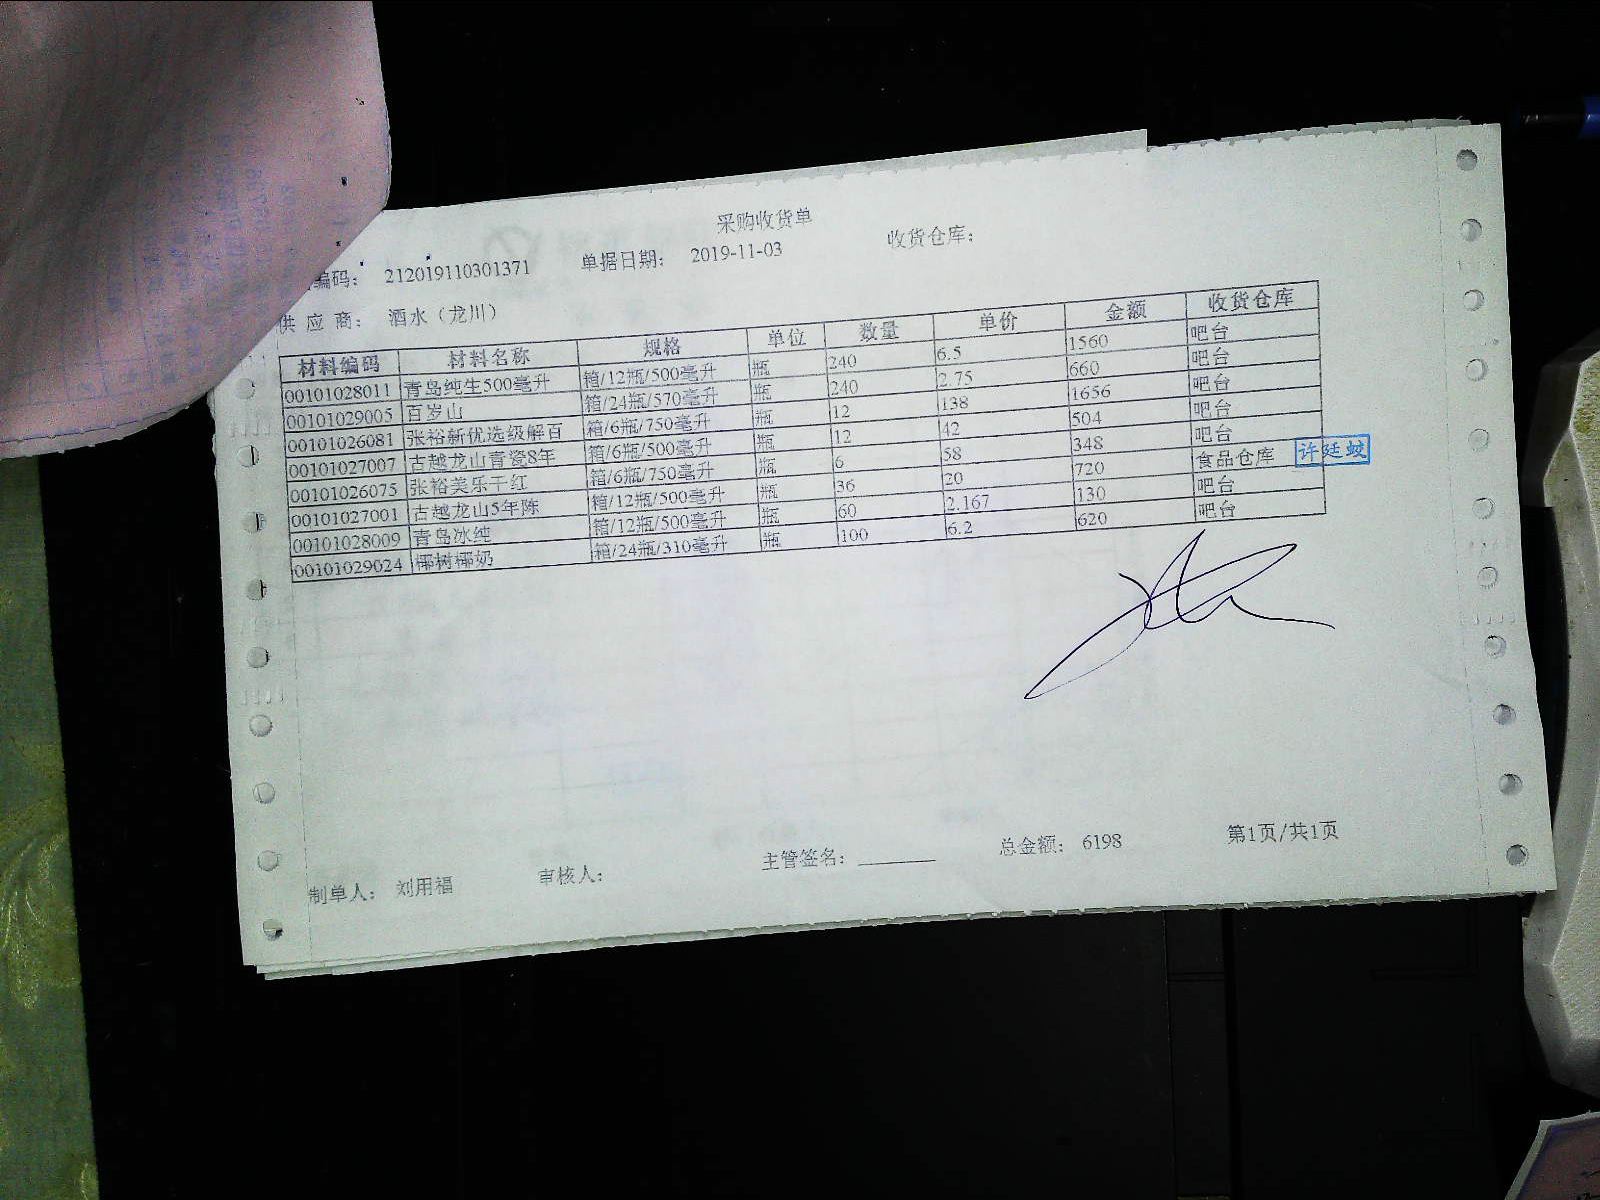 采购收货单
编码： 212019110301371 单据日期： 2019-11-03 收货仓库：
供应商： 酒水（龙川）
材料编码 材料名称 规格 单位 数量 单价 金额 收货仓库
00101028011 青岛纯生500毫升 箱/12瓶/500毫升 瓶 240 6.5 1560 吧台
00101029005 百岁山 箱/24瓶/570毫升 瓶 240 2.75 660 吧台
00101026081 张裕新优选级解百 箱/6瓶/750毫升 瓶 12 138 1656 吧台
00101027007 古越龙山青瓷8年 箱/6瓶/500毫升 瓶 12 42 504 吧台
00101026075 张裕美乐干红 箱/6瓶/750毫升 瓶 6 58 348 吧台
00101027001 古越龙山5年陈 箱/12瓶/500毫升 瓶 36 20 720 食品仓库
00101028009 青岛冰纯 箱/12瓶/500毫升 瓶 60 2.167 130 吧台
00101029024 椰树椰奶 箱/24瓶/310毫升 瓶 100 6.2 620 吧台
许廷蛟
制单人： 刘用福 审核人： 主管签名： 总金额： 6198 第1页/共1页